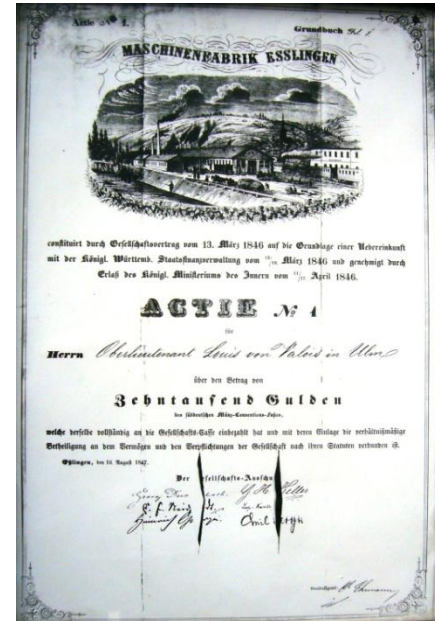 Actie No 1.
Grundbuch Bl. 1
MASCHINENFABRIK ESSLINGEN
constituirt durch Gesellschaftsvertrag vom 13. März 1846 auf die Grundlage einer Uebereinkunft
mit der Königl. Württemb. Staatsfinanzverwaltung vom März 1846 und genehmigt durch
Erlaß des Königl. Ministeriums des Innern vom April 1846.
ACTIE No 1
für
Herrn Oberlieutenant Louis von Valois in Ulm
über den Betrag von
Zehntausend Gulden
des süddeutschen Münz-Conventions-Fußes,
welche derselbe vollständig an die Gesellschafts-Casse einbezahlt hat und mit deren Einlage die verhältnißmäßige
Betheiligung an dem Vermögen und den Verpflichtungen der Gesellschaft nach ihren Statuten verbunden ist.
Eßlingen, den August
Der Gesellschafts-Ausschuß
Georg
Heinrich
Emil